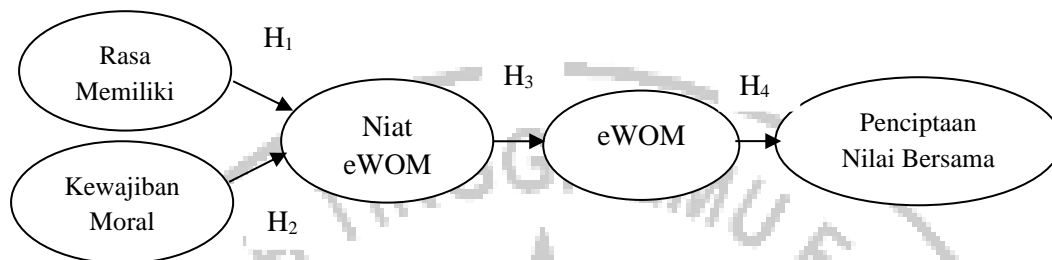 H₁
Rasa
Memiliki
H₃
H₄
Niat
eWOM
eWOM
Penciptaan
Nilai Bersama
Kewajiban
Moral
H₂